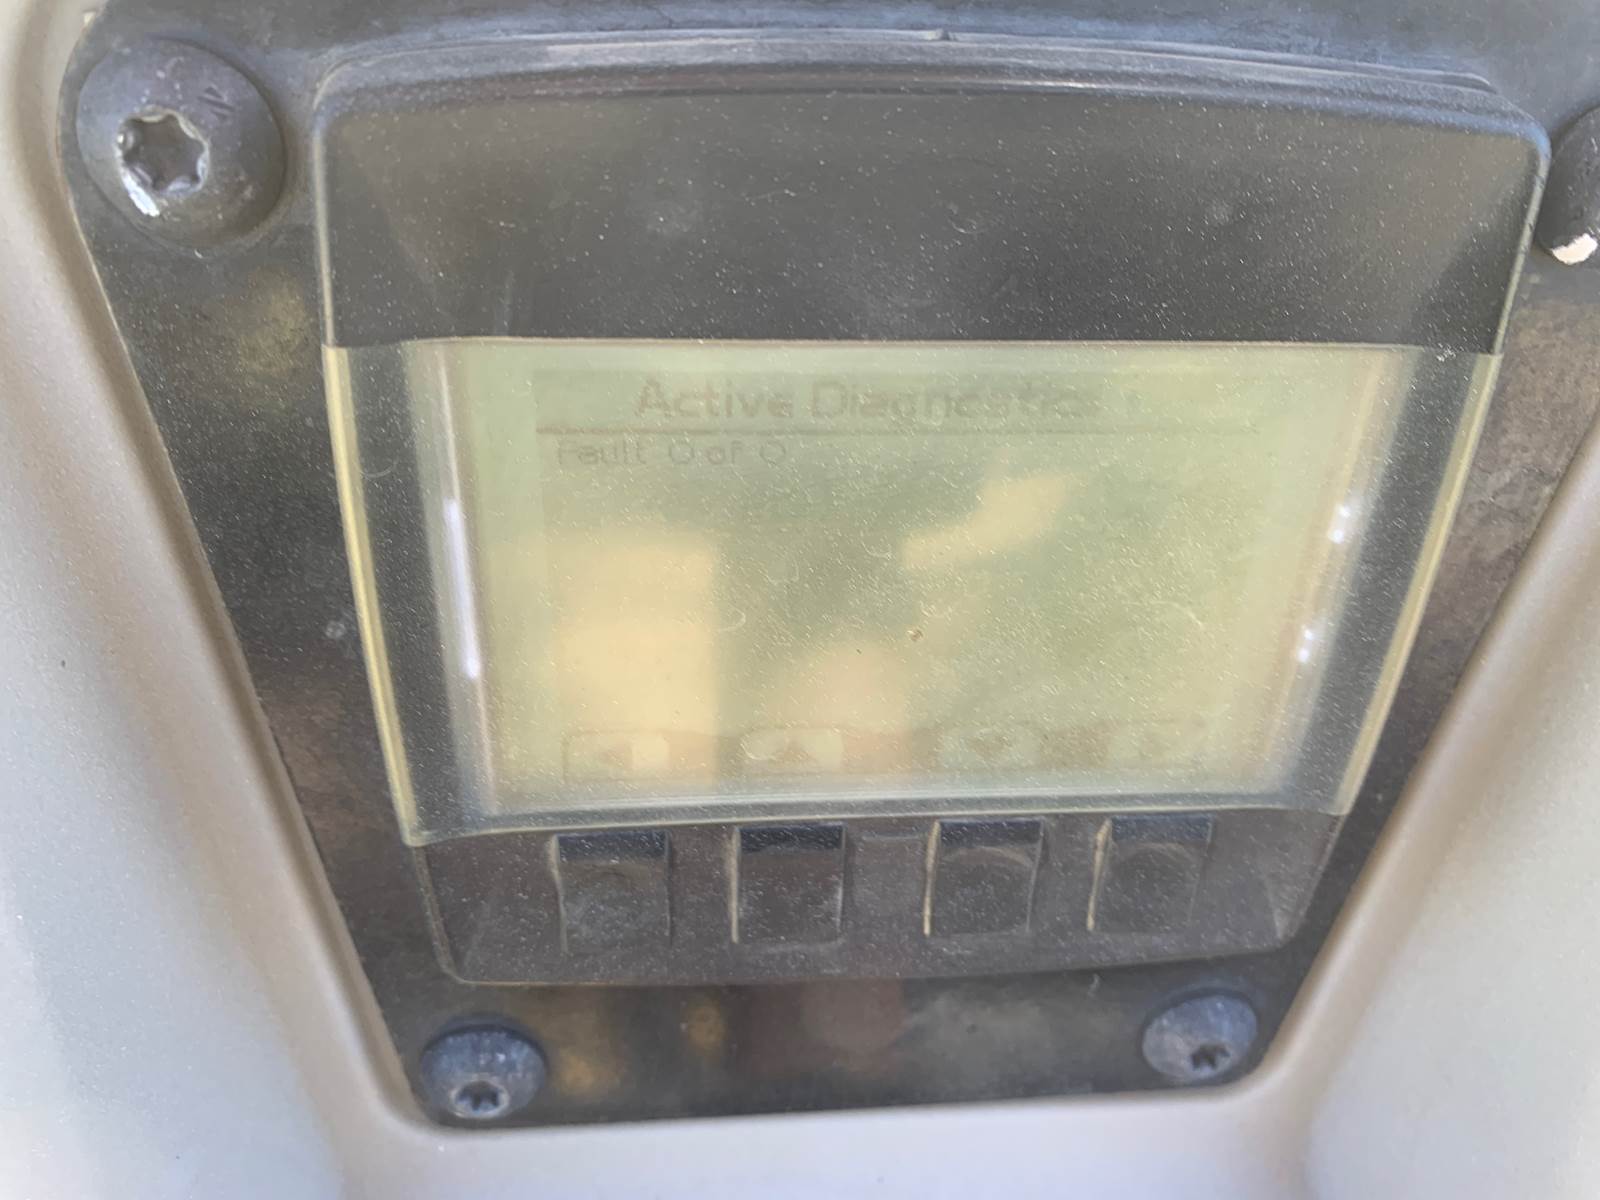 Active Diagnostics
Fault 0 of 0